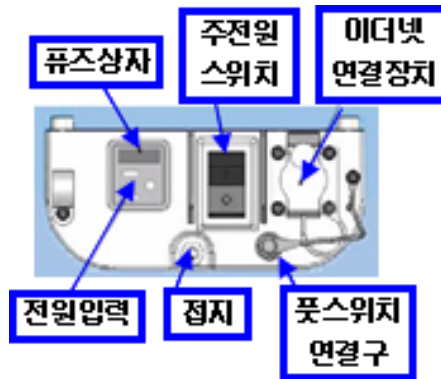 퓨즈상자
주전원
스위치
이더넷
연결장치
전원입력
접지
풋스위치
연결구